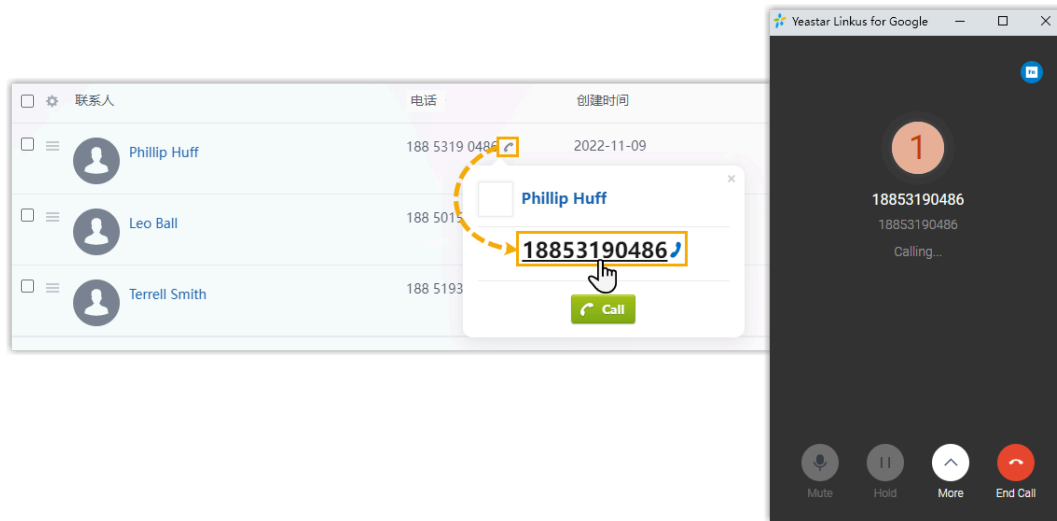 Yeastar Linkus for Google
联系人 电话 创建时间
Phillip Huff 188 5319 0486 2022-11-09
Phillip Huff
18853190486
Call
Leo Ball 188 5015
Terrell Smith 188 5193
1
18853190486
18853190486
Calling...
Mute Hold More End Call